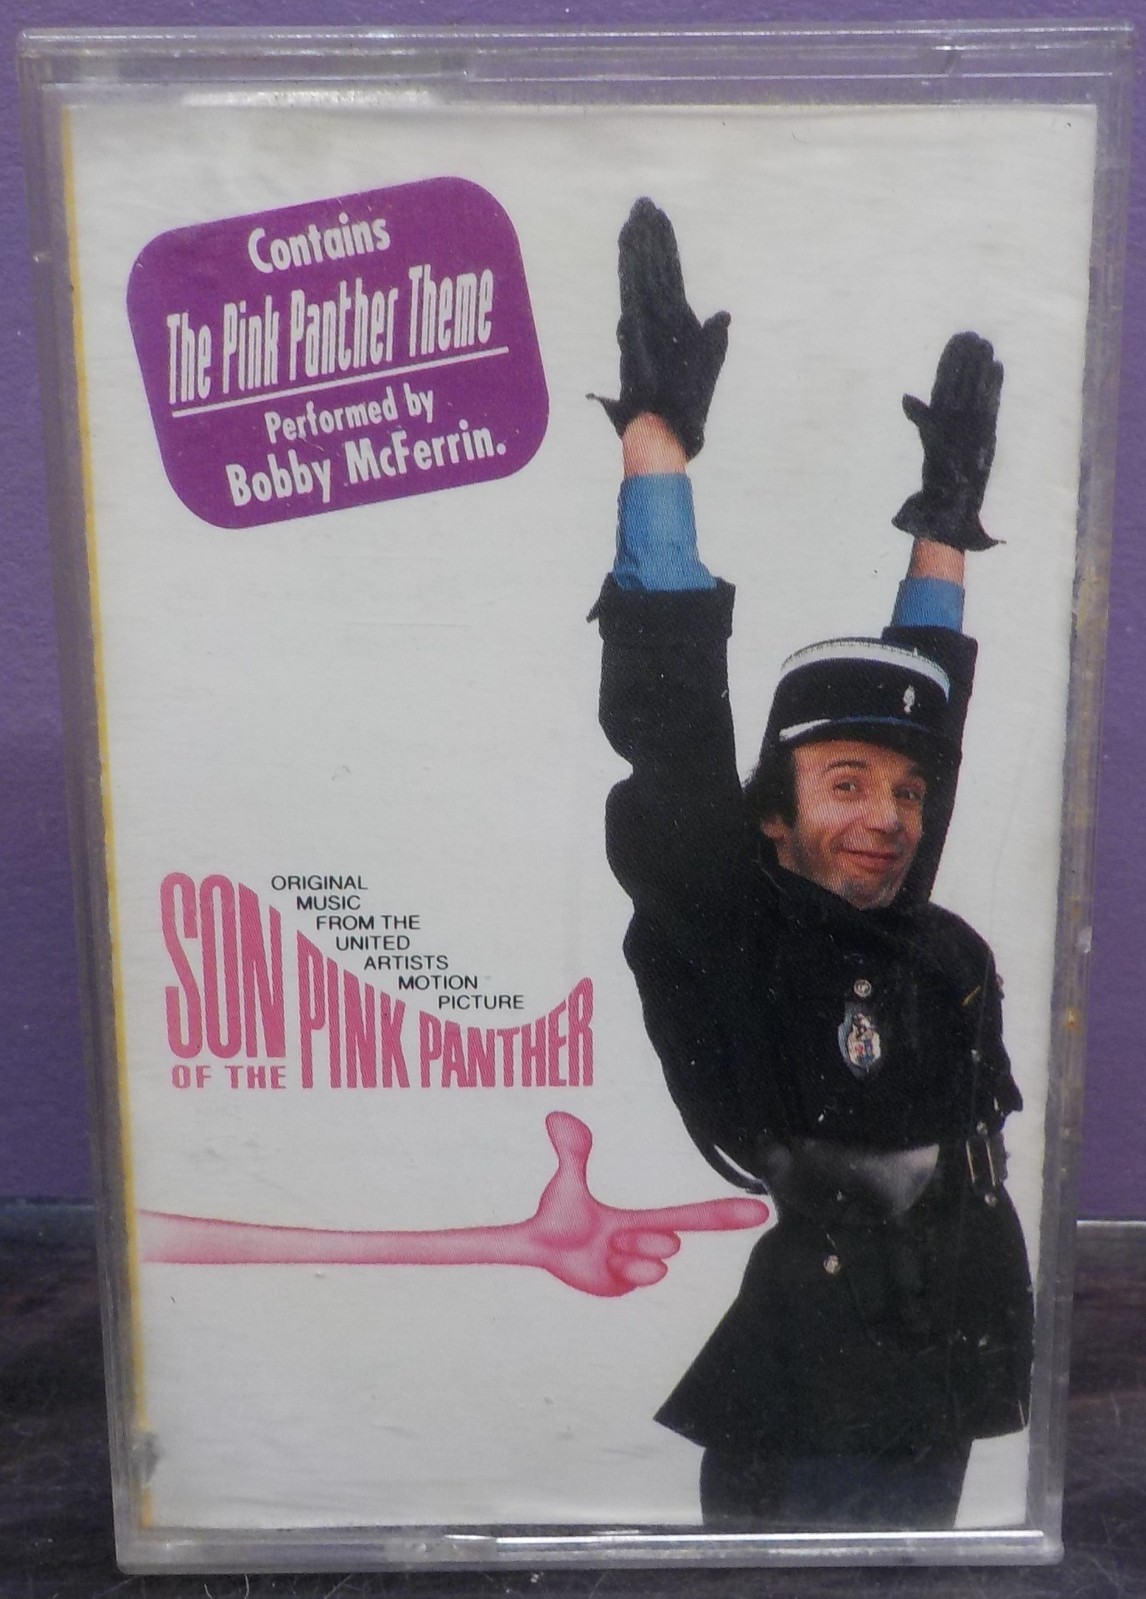 Contains
The Pink Panther Theme
Performed by
Bobby McFerrin.
ORIGINAL
MUSIC
FROM THE
UNITED
ARTISTS
MOTION
PICTURE
SON
OF THE
PINK PANTHER